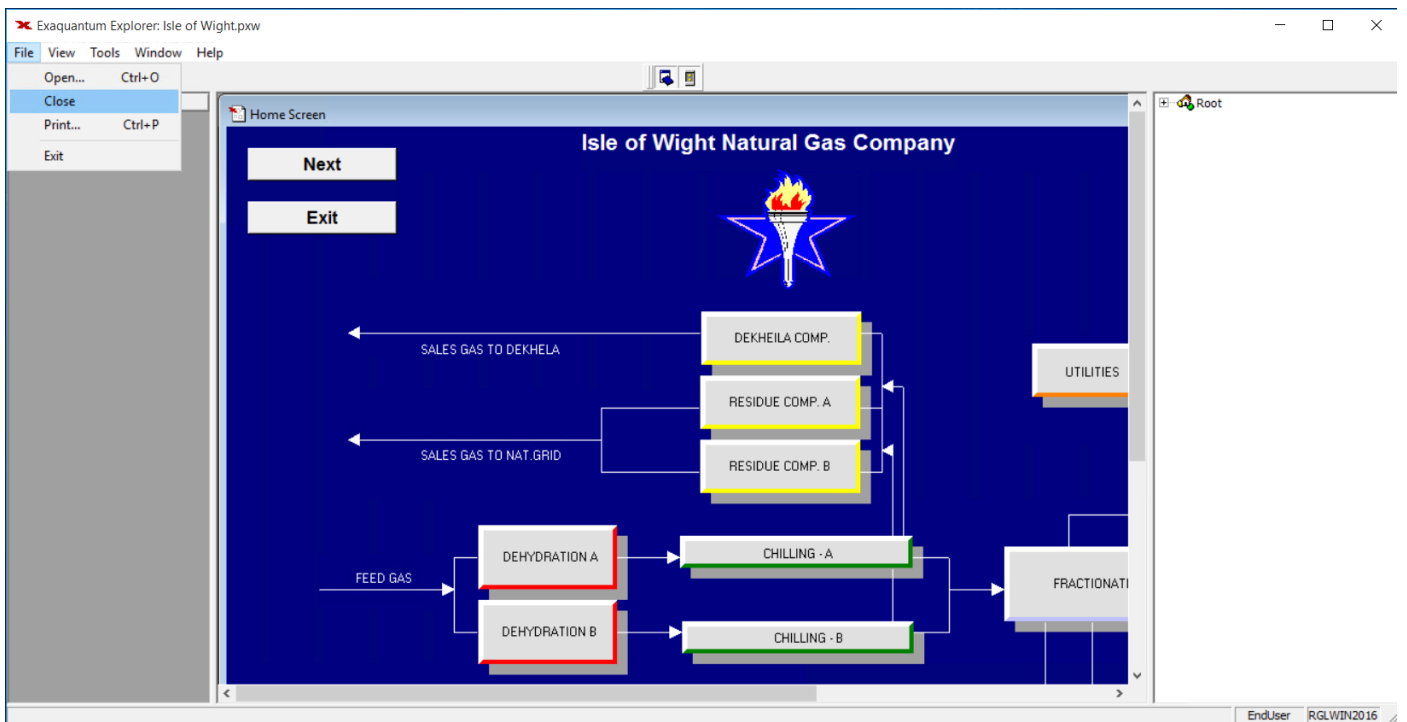 Exaquantum Explorer: Isle of Wight.pxw
File View Tools Window Help
Open... Ctrl+O
Close
Print... Ctrl+P
Exit
Home Screen
Root
Isle of Wight Natural Gas Company
Next
Exit
DEKHEILA COMP.
SALES GAS TO DEKHELA
UTILITIES
RESIDUE COMP. A
SALES GAS TO NAT.GRID
RESIDUE COMP. B
DEHYDRATION A
CHILLING - A
FEED GAS
FRACTIONATI
DEHYDRATION B
CHILLING - B
EndUser RGLWIN2016